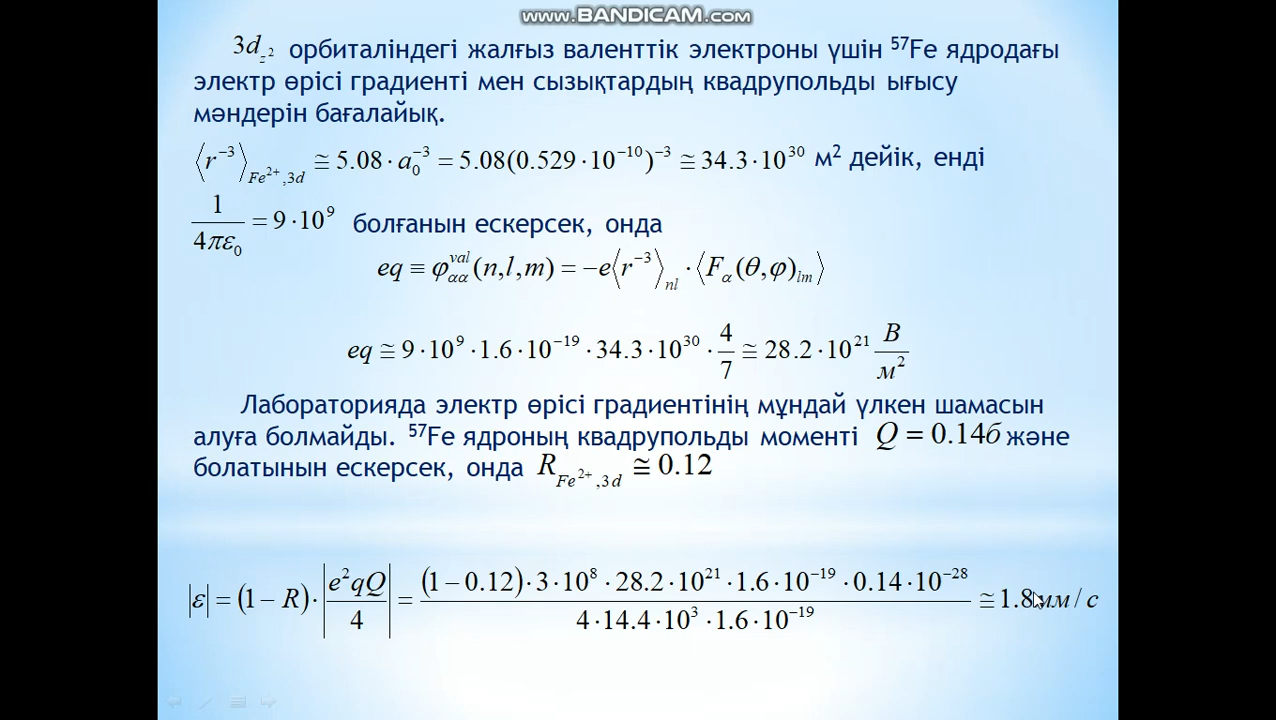 www.BANDICAM.com
3d_{z^2} орбиталіндегі жалғыз валенттік электроны үшін ⁵⁷Fe ядродағы
электр өрісі градиенті мен сызықтардың квадрупольды ығысу
мәндерін бағалайық.
⟨r⁻³⟩_{Fe²⁺,3d} ≅ 5.08 · a₀⁻³ = 5.08(0.529 · 10⁻¹⁰)⁻³ ≅ 34.3 · 10³⁰ м² дейік, енді
1/(4πε₀) = 9 · 10⁹ болғанын ескерсек, онда
eq ≡ φ_{αα}^{val}(n,l,m) = −e⟨r⁻³⟩_{nl} · ⟨F_α(θ,φ)_{lm}⟩
eq ≅ 9 · 10⁹ · 1.6 · 10⁻¹⁹ · 34.3 · 10³⁰ · 4/7 ≅ 28.2 · 10²¹ В/м²
Лабораторияда электр өрісі градиентінің мұндай үлкен шамасын
алуға болмайды. ⁵⁷Fe ядроның квадрупольды моменті Q = 0.14б және
болатынын ескерсек, онда R_{Fe²⁺,3d} ≅ 0.12
|ε| = (1 − R) · |e²qQ/4| = ((1 − 0.12) · 3 · 10⁸ · 28.2 · 10²¹ · 1.6 · 10⁻¹⁹ · 0.14 · 10⁻²⁸)/(4 · 14.4 · 10³ · 1.6 · 10⁻¹⁹) ≅ 1.8мм / с